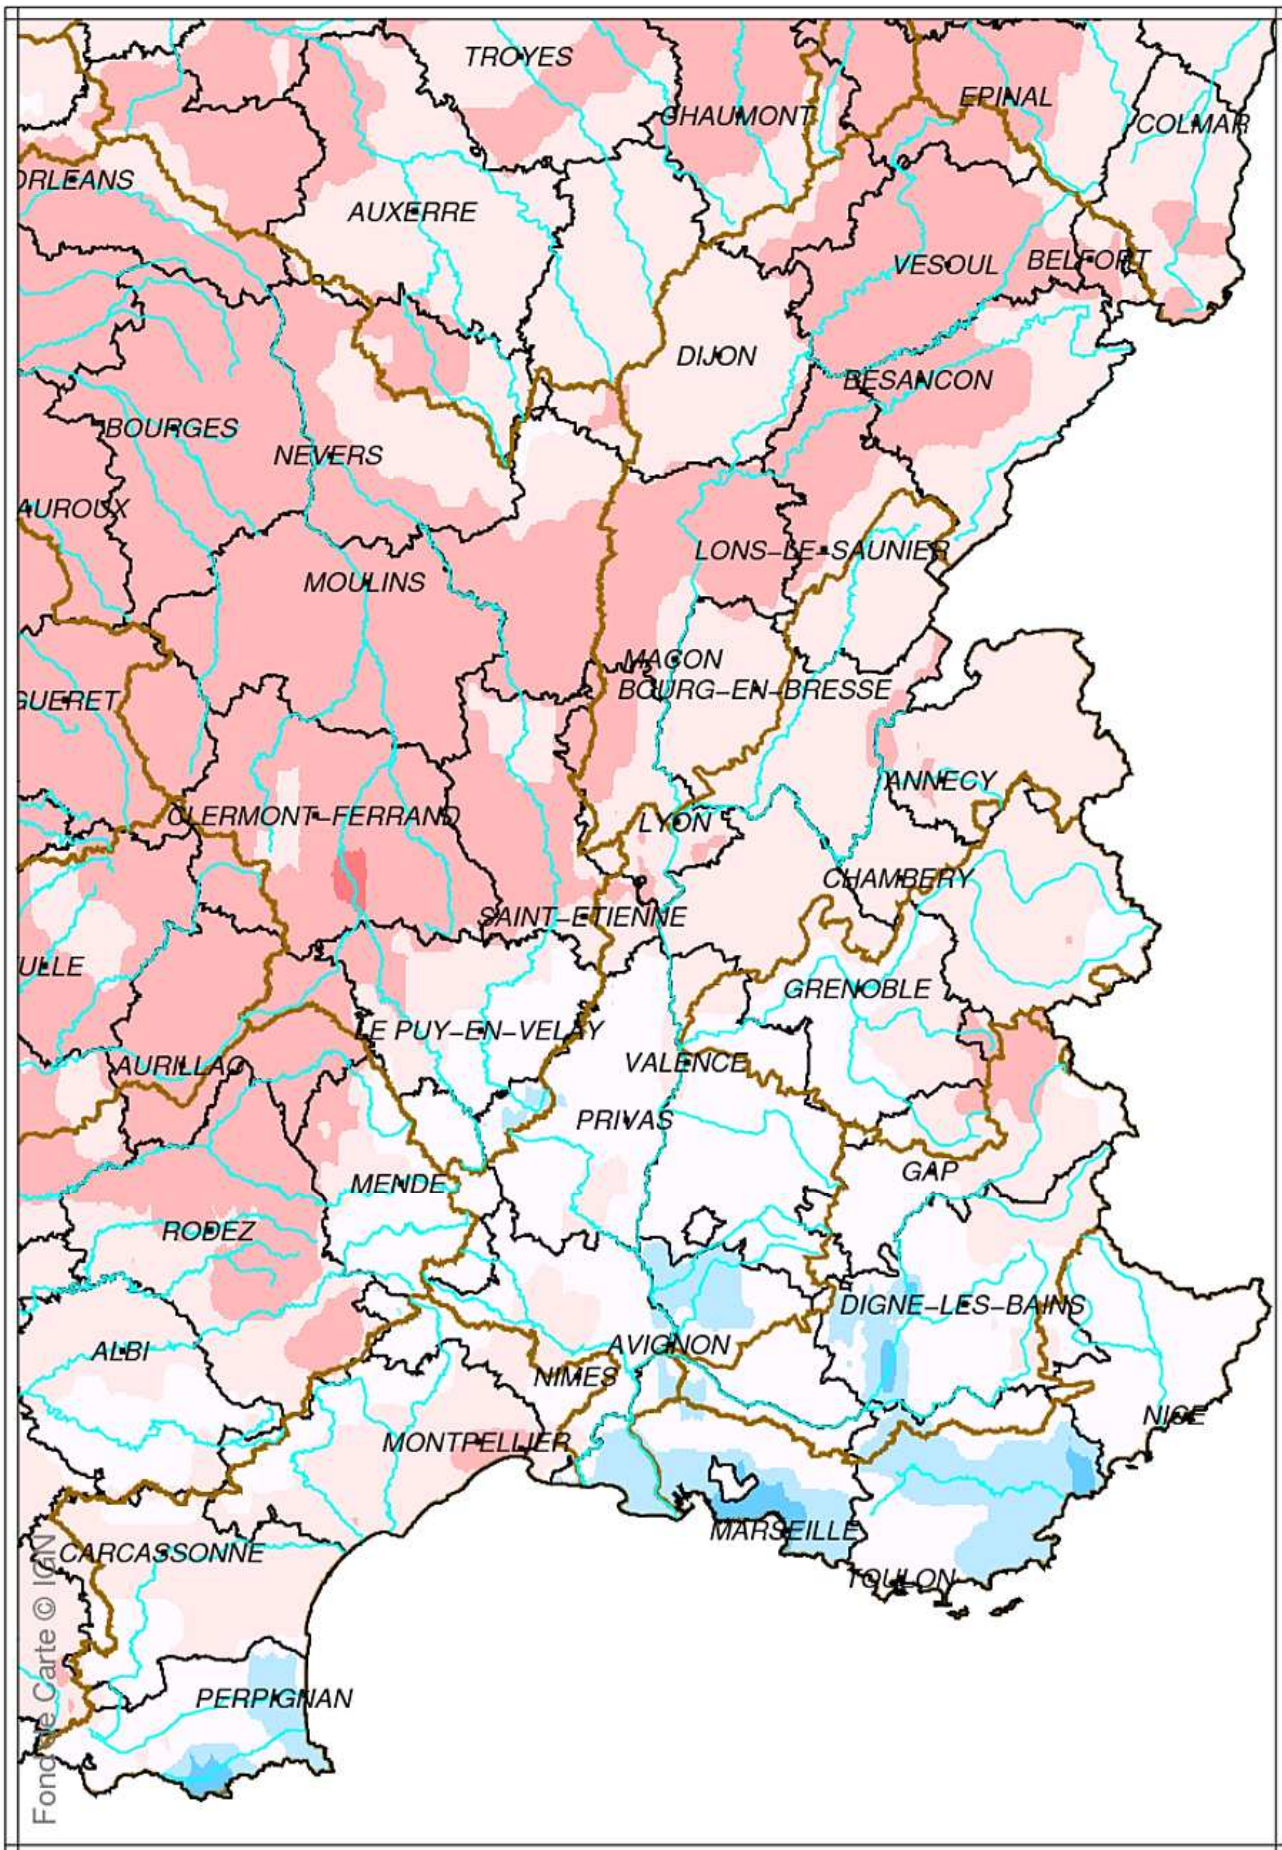 TROYES
EPINAL
CHAUMONT
COLMAR
ORLEANS
AUXERRE
VESOUL
BELFORT
DIJON
BESANCON
BOURGES
NEVERS
AUROUX
LONS-LE-SAUNIER
MOULINS
MACON
BOURG-EN-BRESSE
GUERET
ANNECY
CLERMONT-FERRAND
LYON
CHAMBERY
SAINT-ETIENNE
ULLE
GRENOBLE
LE PUY-EN-VELAY
AURILLAC
VALENCE
PRIVAS
GAP
MENDE
RODEZ
DIGNE-LES-BAINS
ALBI
AVIGNON
NIMES
NICE
MONTPELLIER
MARSEILLE
CARCASSONNE
TOULON
PERPIGNAN
Fond de Carte © IGN